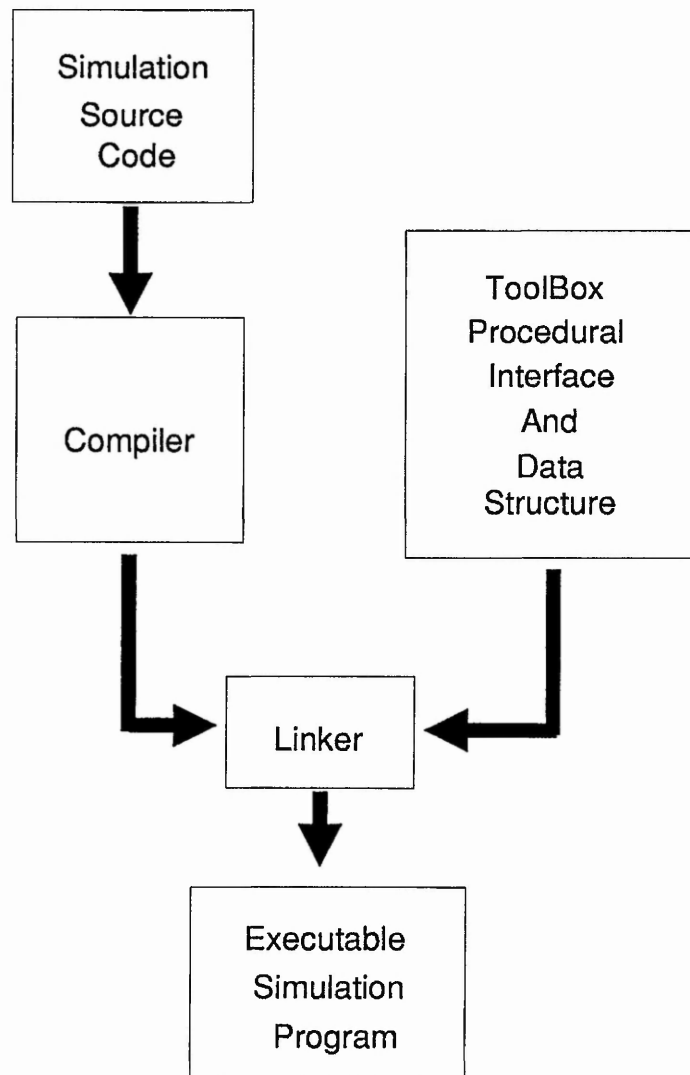 Simulation
Source
Code
ToolBox
Procedural
Interface
And
Data
Structure
Compiler
Linker
Executable
Simulation
Program